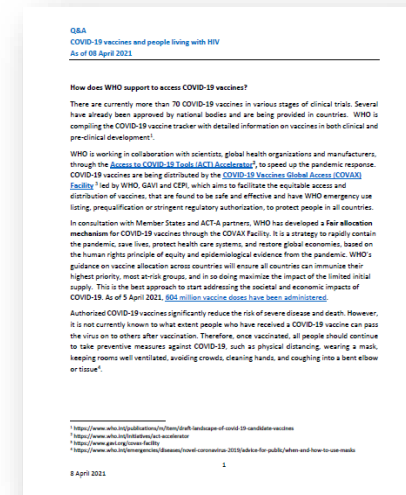 Q&A
COVID-19 vaccines and people living with HIV
As of 08 April 2021
How does WHO support to access COVID-19 vaccines?
There are currently more than 70 COVID-19 vaccines in various stages of clinical trials. Several
have already been approved by national bodies and are being provided in countries. WHO is
compiling the COVID-19 vaccine tracker with detailed information on vaccines in both clinical and
pre-clinical development¹.
WHO is working in collaboration with scientists, global health organizations and manufacturers,
through the Access to COVID-19 Tools (ACT) Accelerator², to speed up the pandemic response.
COVID-19 vaccines are being distributed by the COVID-19 Vaccines Global Access (COVAX)
Facility ³ led by WHO, GAVI and CEPI, which aims to facilitate the equitable access and
distribution of vaccines, that are found to be safe and effective and have WHO emergency use
listing, prequalification or stringent regulatory authorization, to protect people in all countries.
In consultation with Member States and ACT-A partners, WHO has developed a Fair allocation
mechanism for COVID-19 vaccines through the COVAX Facility. It is a strategy to rapidly contain
the pandemic, save lives, protect health care systems, and restore global economies, based on
the human rights principle of equity and epidemiological evidence from the pandemic. WHO's
guidance on vaccine allocation across countries will ensure all countries can immunize their
highest priority, most at-risk groups, and in so doing maximize the impact of the limited initial
supply. This is the best approach to start addressing the societal and economic impacts of
COVID-19. As of 5 April 2021, 604 million vaccine doses have been administered.
Authorized COVID-19 vaccines significantly reduce the risk of severe disease and death. However,
it is not currently known to what extent people who have received a COVID-19 vaccine can pass
the virus on to others after vaccination. Therefore, once vaccinated, all people should continue
to take preventive measures against COVID-19, such as physical distancing, wearing a mask,
keeping rooms well ventilated, avoiding crowds, cleaning hands, and coughing into a bent elbow
or tissue⁴.
¹ https://www.who.int/publications/m/item/draft-landscape-of-covid-19-candidate-vaccines
² https://www.who.int/initiatives/act-accelerator
³ https://www.gavi.org/covax-facility
⁴ https://www.who.int/emergencies/diseases/novel-coronavirus-2019/advice-for-public/when-and-how-to-use-masks
1
8 April 2021